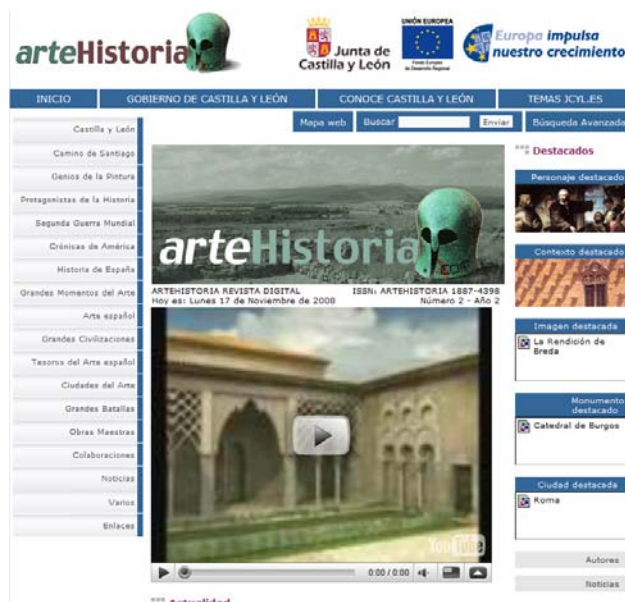 arteHistoria
Junta de
Castilla y León
UNIÓN EUROPEA
Fondo Europeo
de Desarrollo Regional
Europa impulsa
nuestro crecimiento
INICIO
GOBIERNO DE CASTILLA Y LEÓN
CONOCE CASTILLA Y LEÓN
TEMAS JCYL.ES
Mapa web
Buscar
Enviar
Búsqueda Avanzada
Castilla y León
Camino de Santiago
Genios de la Pintura
Protagonistas de la Historia
Segunda Guerra Mundial
Crónicas de América
Historia de España
Grandes Momentos del Arte
Arte español
Grandes Civilizaciones
Tesoros del Arte español
Ciudades del Arte
Grandes Batallas
Obras Maestras
Colaboraciones
Noticias
Varios
Enlaces
arteHistoria
ARTEHISTORIA REVISTA DIGITAL
ISSN: ARTEHISTORIA 1887-4398
Hoy es: Lunes 17 de Noviembre de 2008
Número 2 - Año 2
YouTube
0:00 / 0:00
Actualidad
Destacados
Personaje destacado
Contexto destacado
Imagen destacada
La Rendición de
Breda
Monumento
destacado
Catedral de Burgos
Ciudad destacada
Roma
Autores
Noticias